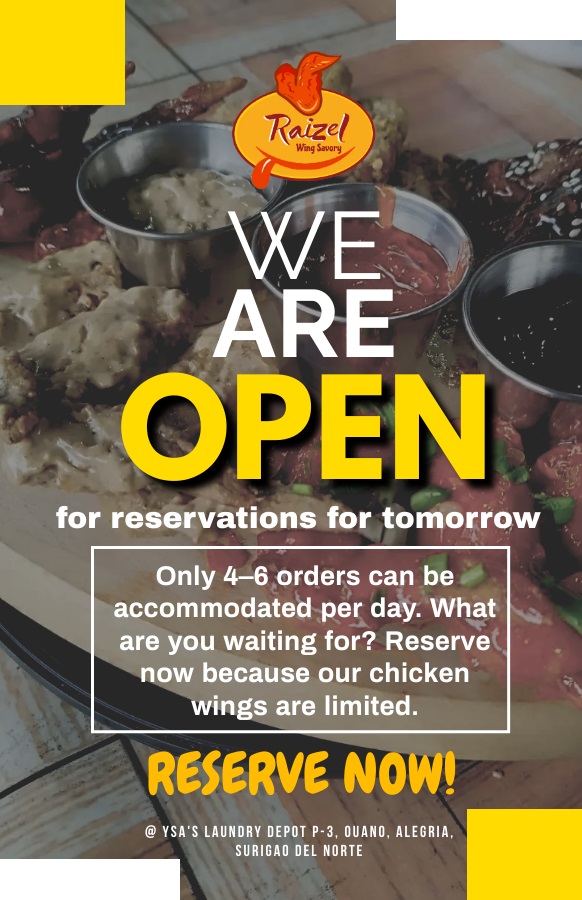 Raizel
Wing Savory
WE
ARE
OPEN
for reservations for tomorrow
Only 4–6 orders can be
accommodated per day. What
are you waiting for? Reserve
now because our chicken
wings are limited.
RESERVE NOW!
@ YSA'S LAUNDRY DEPOT P-3, OUANO, ALEGRIA,
SURIGAO DEL NORTE